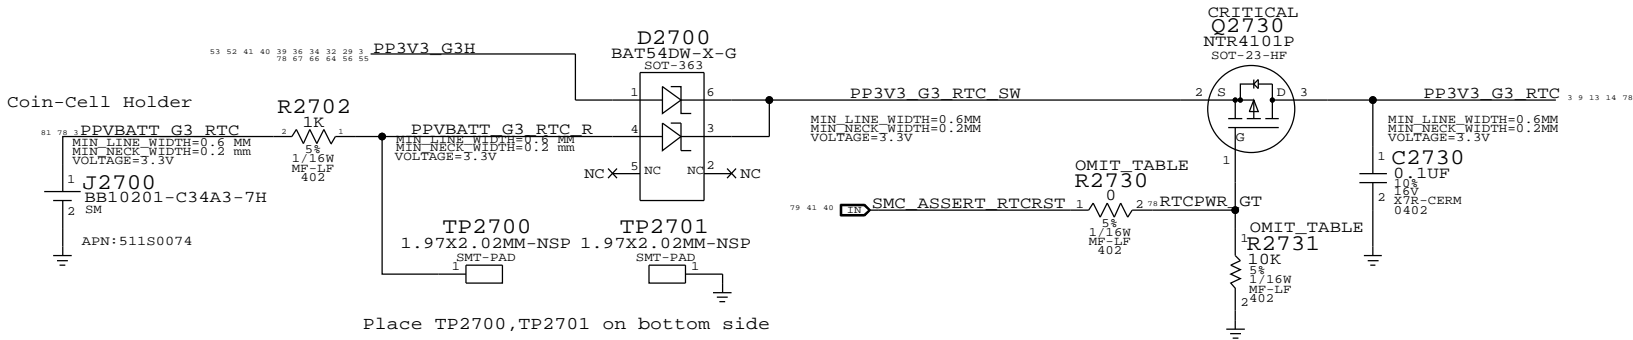 CRITICAL
Q2730
NTR4101P
SOT-23-HF
D2700
BAT54DW-X-G
SOT-363
53 52 41 40 39 36 34 32 29 3
78 67 66 64 56 55
PP3V3_G3H
1
6
PP3V3_G3_RTC_SW
2
S
D
3
G
1
PP3V3_G3_RTC
3 9 13 14 78
Coin-Cell Holder
R2702
1K
2
1
5%
1/16W
MF-LF
402
81 78 3
PPVBATT_G3_RTC
MIN_LINE_WIDTH=0.6 MM
MIN_NECK_WIDTH=0.2 mm
VOLTAGE=3.3V
PPVBATT_G3_RTC_R
MIN_LINE_WIDTH=0.6 MM
MIN_NECK_WIDTH=0.2 mm
VOLTAGE=3.3V
4
3
MIN_LINE_WIDTH=0.6MM
MIN_NECK_WIDTH=0.2MM
VOLTAGE=3.3V
MIN_LINE_WIDTH=0.6MM
MIN_NECK_WIDTH=0.2MM
VOLTAGE=3.3V
NC
5
NC
NC
2
NC
1
J2700
BB10201-C34A3-7H
2
SM
APN:511S0074
1
C2730
0.1UF
10%
16V
2
X7R-CERM
0402
OMIT_TABLE
R2730
0
79 41 40
IN
SMC_ASSERT_RTCRST
1
2
78
RTCPWR_GT
5%
1/16W
MF-LF
402
TP2700
1.97X2.02MM-NSP
SMT-PAD
1
TP2701
1.97X2.02MM-NSP
SMT-PAD
1
OMIT_TABLE
1
R2731
10K
5%
1/16W
MF-LF
2
402
Place TP2700,TP2701 on bottom side